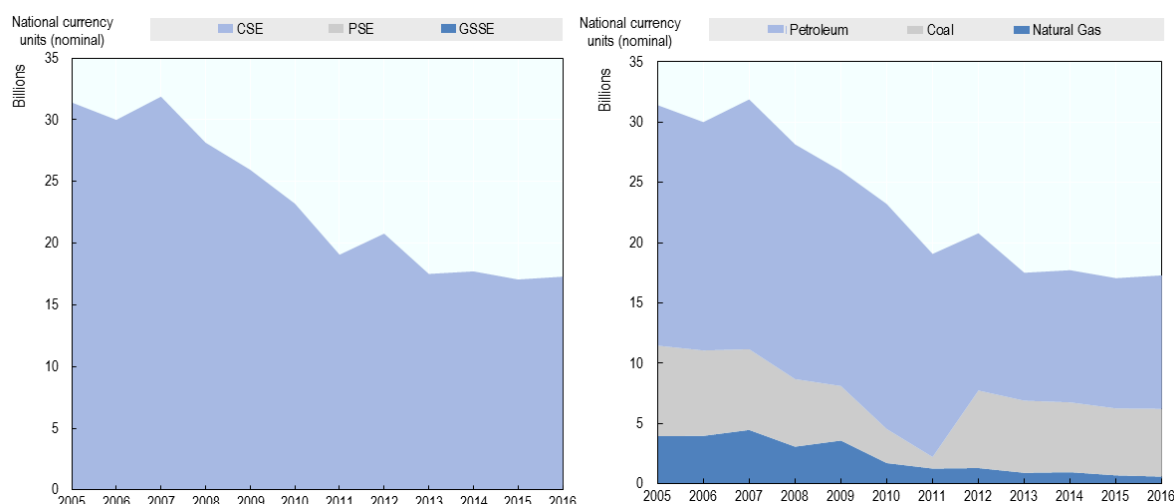 National currency
units (nominal)
CSE PSE GSSE
Billions
35
30
25
20
15
10
5
0
2005 2006 2007 2008 2009 2010 2011 2012 2013 2014 2015 2016
National currency
units (nominal)
Petroleum Coal Natural Gas
Billions
35
30
25
20
15
10
5
0
2005 2006 2007 2008 2009 2010 2011 2012 2013 2014 2015 2016